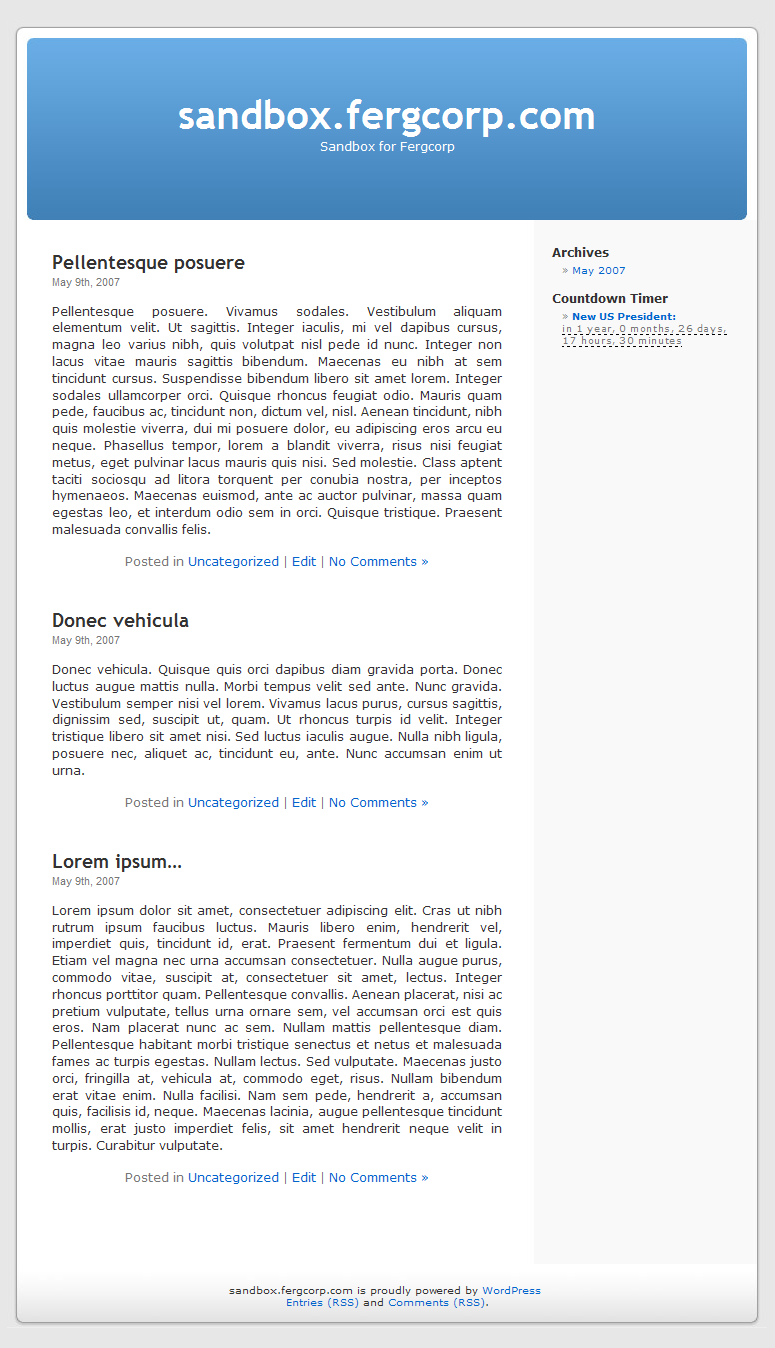 sandbox.fergcorp.com
Sandbox for Fergcorp
Pellentesque posuere
May 9th, 2007
Pellentesque posuere. Vivamus sodales. Vestibulum aliquam
elementum velit. Ut sagittis. Integer iaculis, mi vel dapibus cursus,
magna leo varius nibh, quis volutpat nisl pede id nunc. Integer non
lacus vitae mauris sagittis bibendum. Maecenas eu nibh at sem
tincidunt cursus. Suspendisse bibendum libero sit amet lorem. Integer
sodales ullamcorper orci. Quisque rhoncus feugiat odio. Mauris quam
pede, faucibus ac, tincidunt non, dictum vel, nisl. Aenean tincidunt, nibh
quis molestie viverra, dui mi posuere dolor, eu adipiscing eros arcu eu
neque. Phasellus tempor, lorem a blandit viverra, risus nisi feugiat
metus, eget pulvinar lacus mauris quis nisi. Sed molestie. Class aptent
taciti sociosqu ad litora torquent per conubia nostra, per inceptos
hymenaeos. Maecenas euismod, ante ac auctor pulvinar, massa quam
egestas leo, et interdum odio sem in orci. Quisque tristique. Praesent
malesuada convallis felis.
Posted in Uncategorized | Edit | No Comments »
Donec vehicula
May 9th, 2007
Donec vehicula. Quisque quis orci dapibus diam gravida porta. Donec
luctus augue mattis nulla. Morbi tempus velit sed ante. Nunc gravida.
Vestibulum semper nisi vel lorem. Vivamus lacus purus, cursus sagittis,
dignissim sed, suscipit ut, quam. Ut rhoncus turpis id velit. Integer
tristique libero sit amet nisi. Sed luctus iaculis augue. Nulla nibh ligula,
posuere nec, aliquet ac, tincidunt eu, ante. Nunc accumsan enim ut
urna.
Posted in Uncategorized | Edit | No Comments »
Lorem ipsum...
May 9th, 2007
Lorem ipsum dolor sit amet, consectetuer adipiscing elit. Cras ut nibh
rutrum ipsum faucibus luctus. Mauris libero enim, hendrerit vel,
imperdiet quis, tincidunt id, erat. Praesent fermentum dui et ligula.
Etiam vel magna nec urna accumsan consectetuer. Nulla augue purus,
commodo vitae, suscipit at, consectetuer sit amet, lectus. Integer
rhoncus porttitor quam. Pellentesque convallis. Aenean placerat, nisi ac
pretium vulputate, tellus urna ornare sem, vel accumsan orci est quis
eros. Nam placerat nunc ac sem. Nullam mattis pellentesque diam.
Pellentesque habitant morbi tristique senectus et netus et malesuada
fames ac turpis egestas. Nullam lectus. Sed vulputate. Maecenas justo
orci, fringilla at, vehicula at, commodo eget, risus. Nullam bibendum
erat vitae enim. Nulla facilisi. Nam sem pede, hendrerit a, accumsan
quis, facilisis id, neque. Maecenas lacinia, augue pellentesque tincidunt
mollis, erat justo imperdiet felis, sit amet hendrerit neque velit in
turpis. Curabitur vulputate.
Posted in Uncategorized | Edit | No Comments »
Archives
» May 2007
Countdown Timer
» New US President:
in 1 year, 0 months, 26 days,
17 hours, 30 minutes
sandbox.fergcorp.com is proudly powered by WordPress
Entries (RSS) and Comments (RSS).